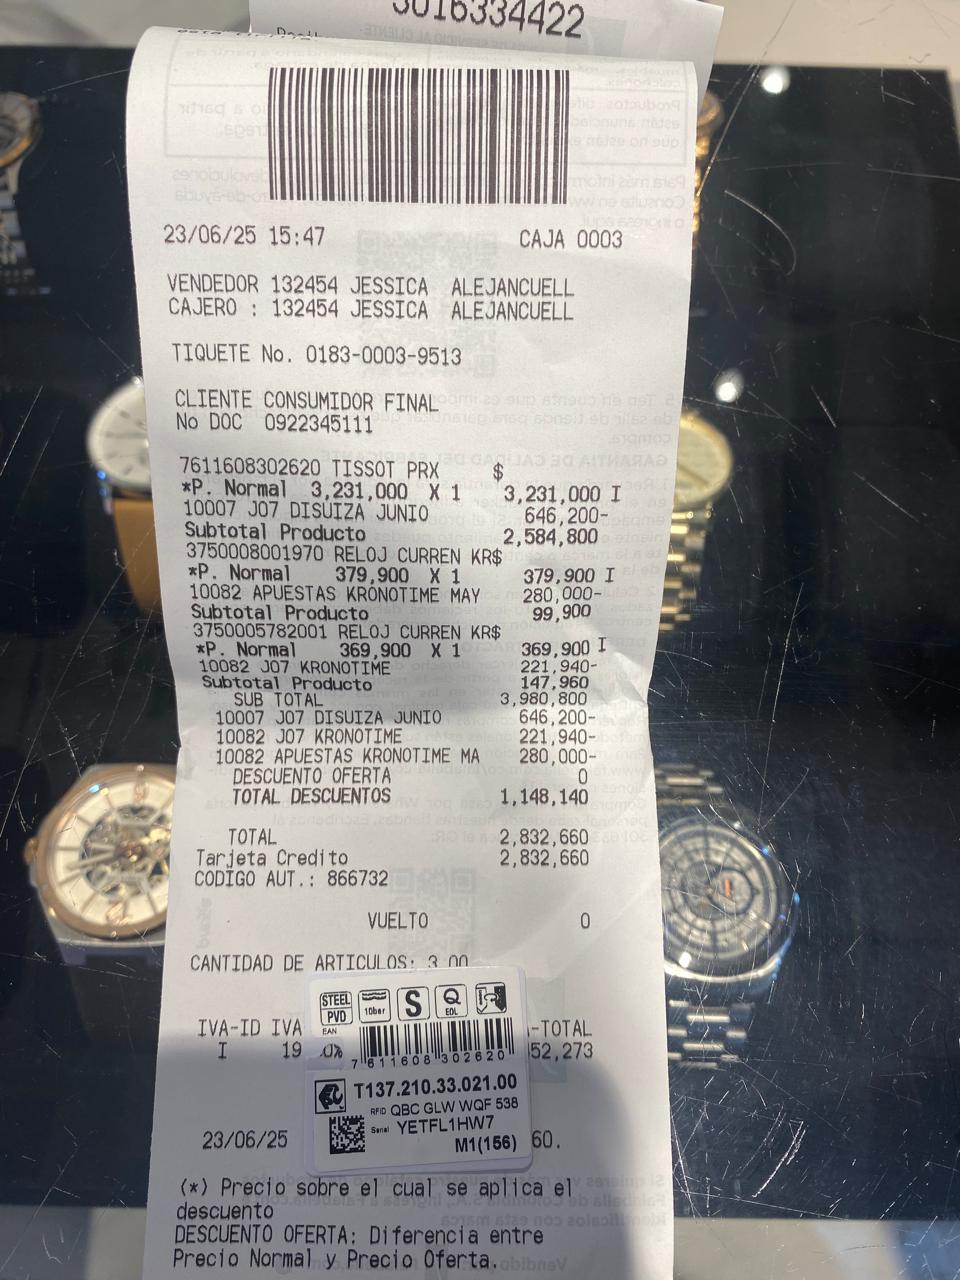 3016334422
23/06/25 15:47 CAJA 0003
VENDEDOR 132454 JESSICA ALEJANCUELL
CAJERO : 132454 JESSICA ALEJANCUELL
TIQUETE No. 0183-0003-9513
CLIENTE CONSUMIDOR FINAL
No DOC 0922345111
7611608302620 TISSOT PRX $
*P. Normal 3,231,000 X 1 3,231,000 I
10007 J07 DISUIZA JUNIO 646,200-
Subtotal Producto 2,584,800
3750008001970 RELOJ CURREN KR$
*P. Normal 379,900 X 1 379,900 I
10082 APUESTAS KRONOTIME MAY 280,000-
Subtotal Producto 99,900
3750005782001 RELOJ CURREN KR$
*P. Normal 369,900 X 1 369,900 I
10082 J07 KRONOTIME 221,940-
Subtotal Producto 147,960
SUB TOTAL 3,980,800
10007 J07 DISUIZA JUNIO 646,200-
10082 J07 KRONOTIME 221,940-
10082 APUESTAS KRONOTIME MA 280,000-
DESCUENTO OFERTA 0
TOTAL DESCUENTOS 1,148,140
TOTAL 2,832,660
Tarjeta Credito 2,832,660
CODIGO AUT.: 866732
VUELTO 0
CANTIDAD DE ARTICULOS: 3.00
STEEL PVD 10bar S Q EOL
EAN
IVA-ID IVA -TOTAL
I 19 .0% 52,273
7 611608 302620
T137.210.33.021.00
RFID QBC GLW WQF 538
Serial YETFL1HW7
M1(156)
23/06/25 60.
(*) Precio sobre el cual se aplica el
descuento
DESCUENTO OFERTA: Diferencia entre
Precio Normal y Precio Oferta.